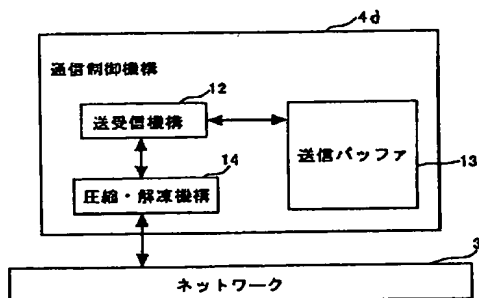 4d
通信制御機構
12
送受信機構
送信バッファ
13
14
圧縮・解凍機構
3
ネットワーク